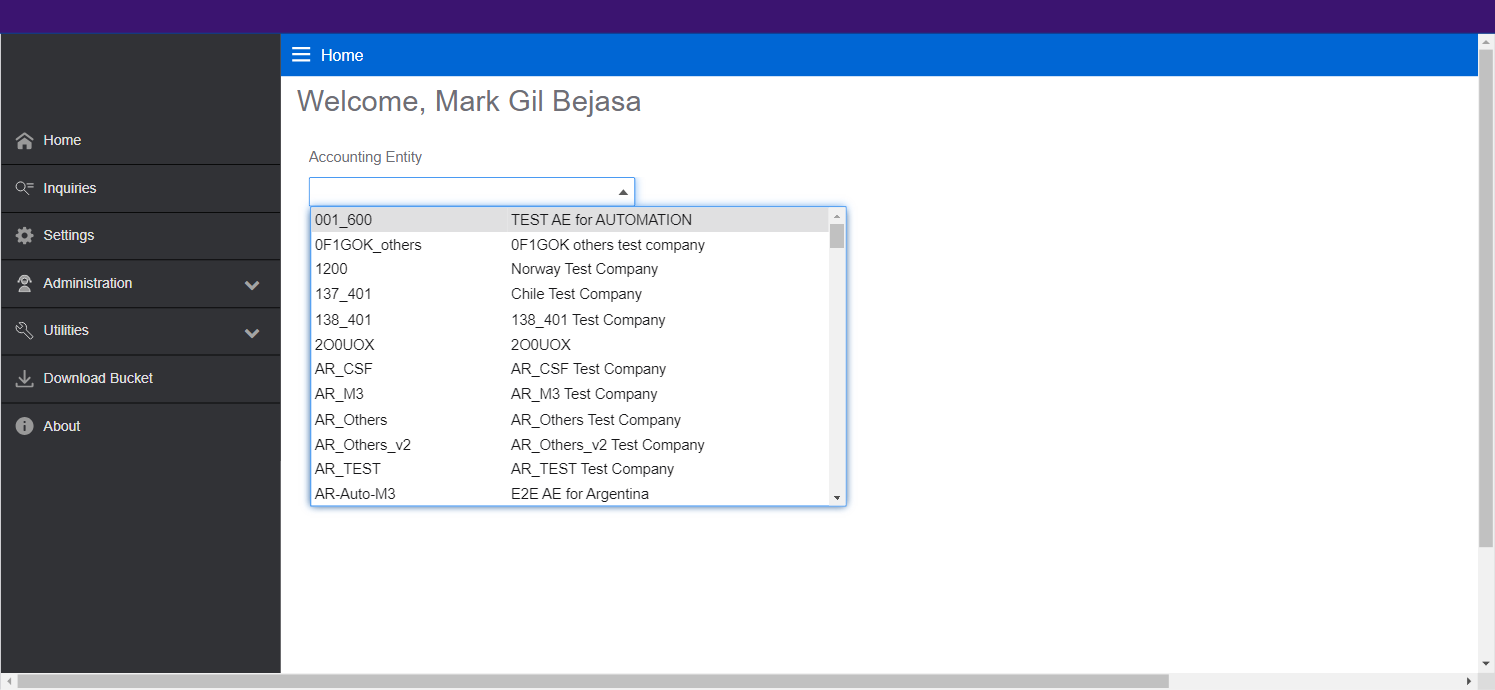 Home
Welcome, Mark Gil Bejasa
Home
Inquiries
Settings
Administration
Utilities
Download Bucket
About
Accounting Entity
001_600 TEST AE for AUTOMATION
0F1GOK_others 0F1GOK others test company
1200 Norway Test Company
137_401 Chile Test Company
138_401 138_401 Test Company
2O0UOX 2O0UOX
AR_CSF AR_CSF Test Company
AR_M3 AR_M3 Test Company
AR_Others AR_Others Test Company
AR_Others_v2 AR_Others_v2 Test Company
AR_TEST AR_TEST Test Company
AR-Auto-M3 E2E AE for Argentina